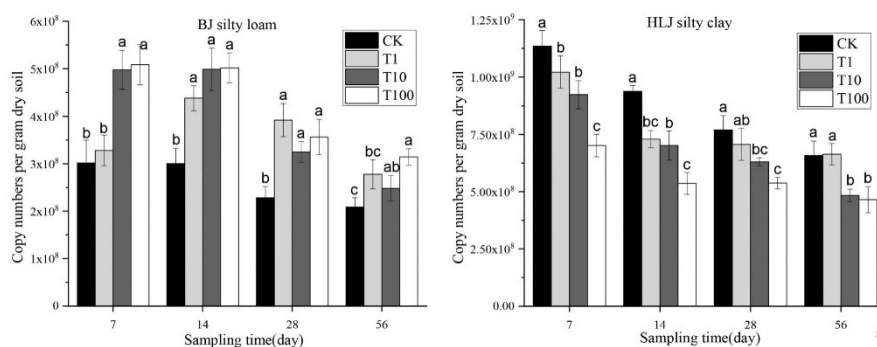 BJ silty loam
CK
T1
T10
T100
Copy numbers per gram dry soil
6x10⁸
5x10⁸
4x10⁸
3x10⁸
2x10⁸
1x10⁸
0
b b a a
b a a a
b a a a
c bc ab a
7 14 28 56
Sampling time(day)
HLJ silty clay
CK
T1
T10
T100
Copy numbers per gram dry soil
1.25x10⁹
1.00x10⁹
7.50x10⁸
5.00x10⁸
2.50x10⁸
0.00
a b b c
a bc b c
a ab bc c
a a b b
7 14 28 56
Sampling time(day)